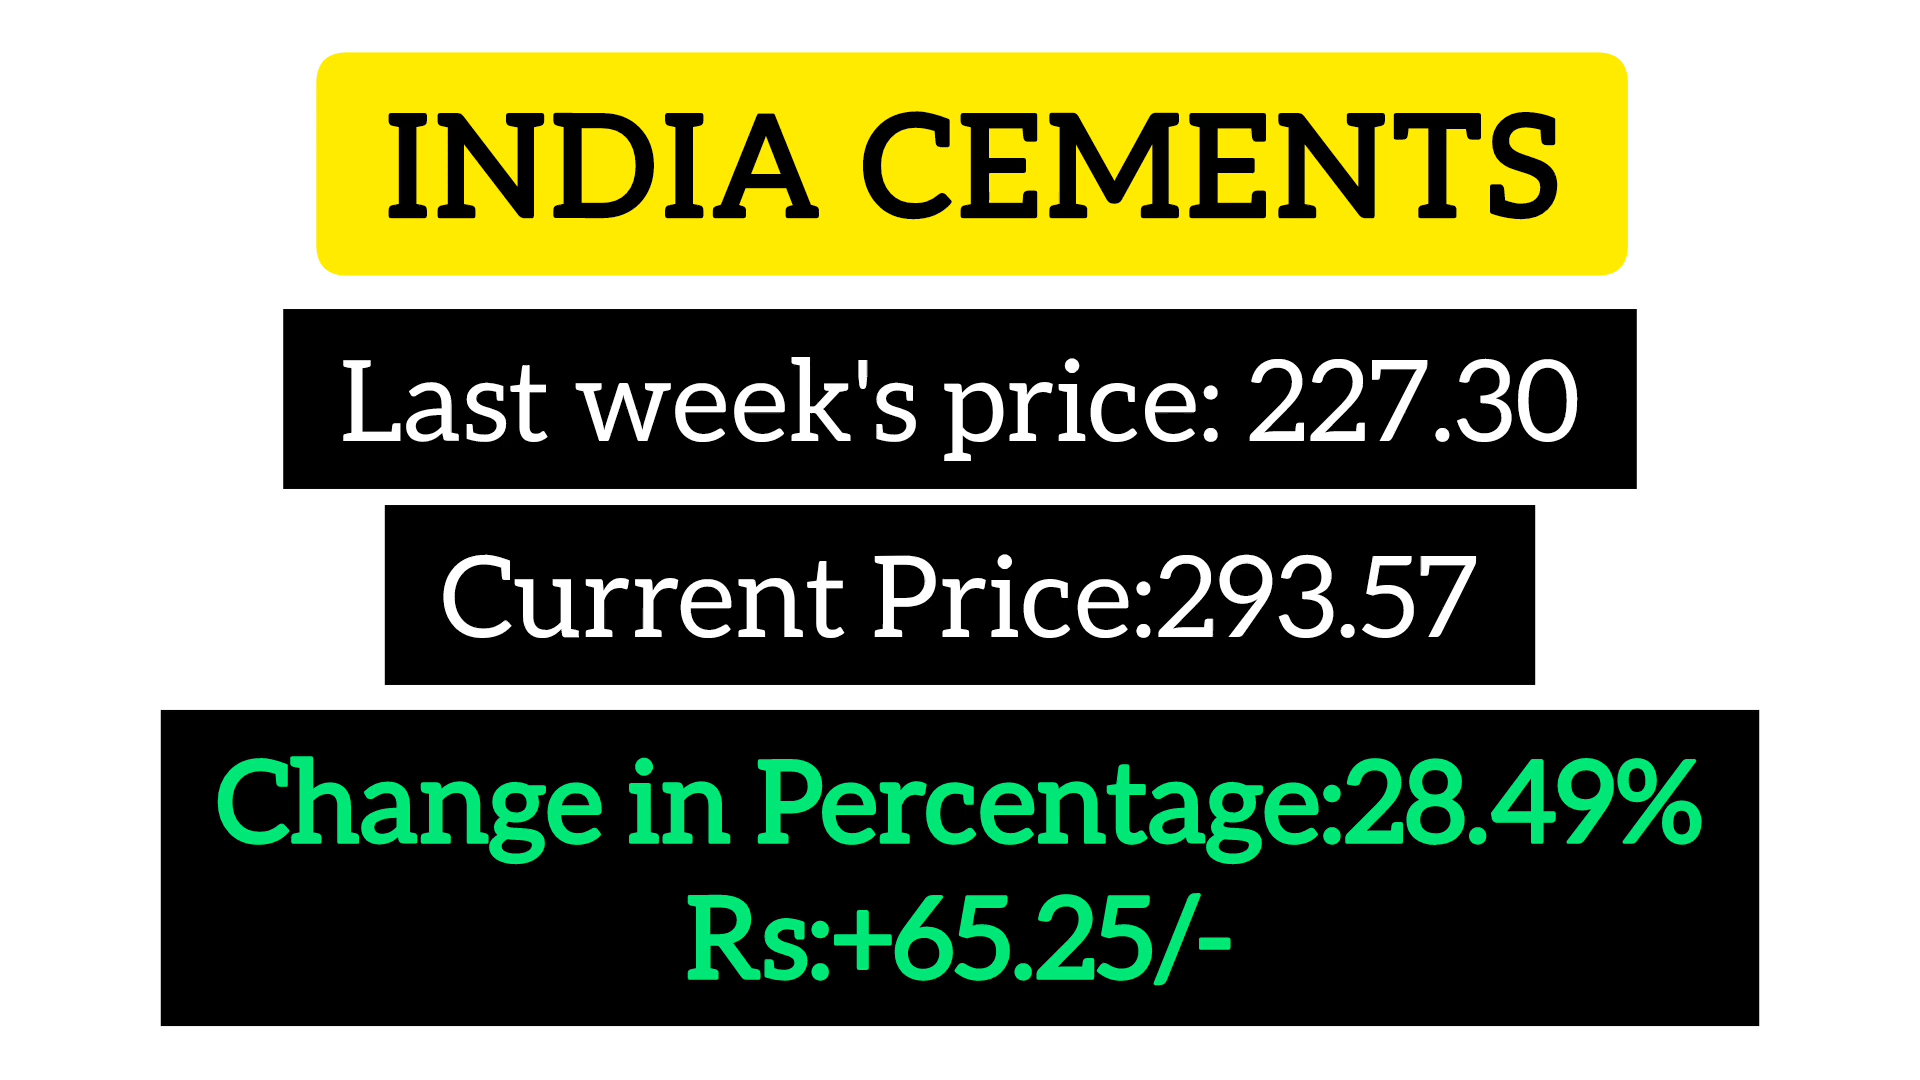 INDIA CEMENTS
Last week's price: 227.30
Current Price:293.57
Change in Percentage:28.49%
Rs:+65.25/-